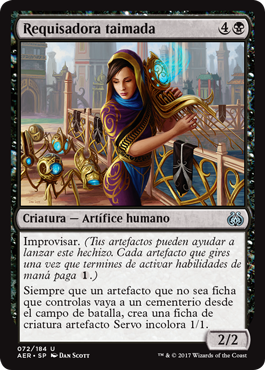 Requisadora taimada 4
Criatura — Artífice humano
Improvisar. (Tus artefactos pueden ayudar a
lanzar este hechizo. Cada artefacto que gires
una vez que termines de activar habilidades de
maná paga 1.)
Siempre que un artefacto que no sea ficha
que controlas vaya a un cementerio desde
el campo de batalla, crea una ficha de
criatura artefacto Servo incolora 1/1.
2/2
072/184 U
AER • SP Dan Scott ™ & © 2017 Wizards of the Coast